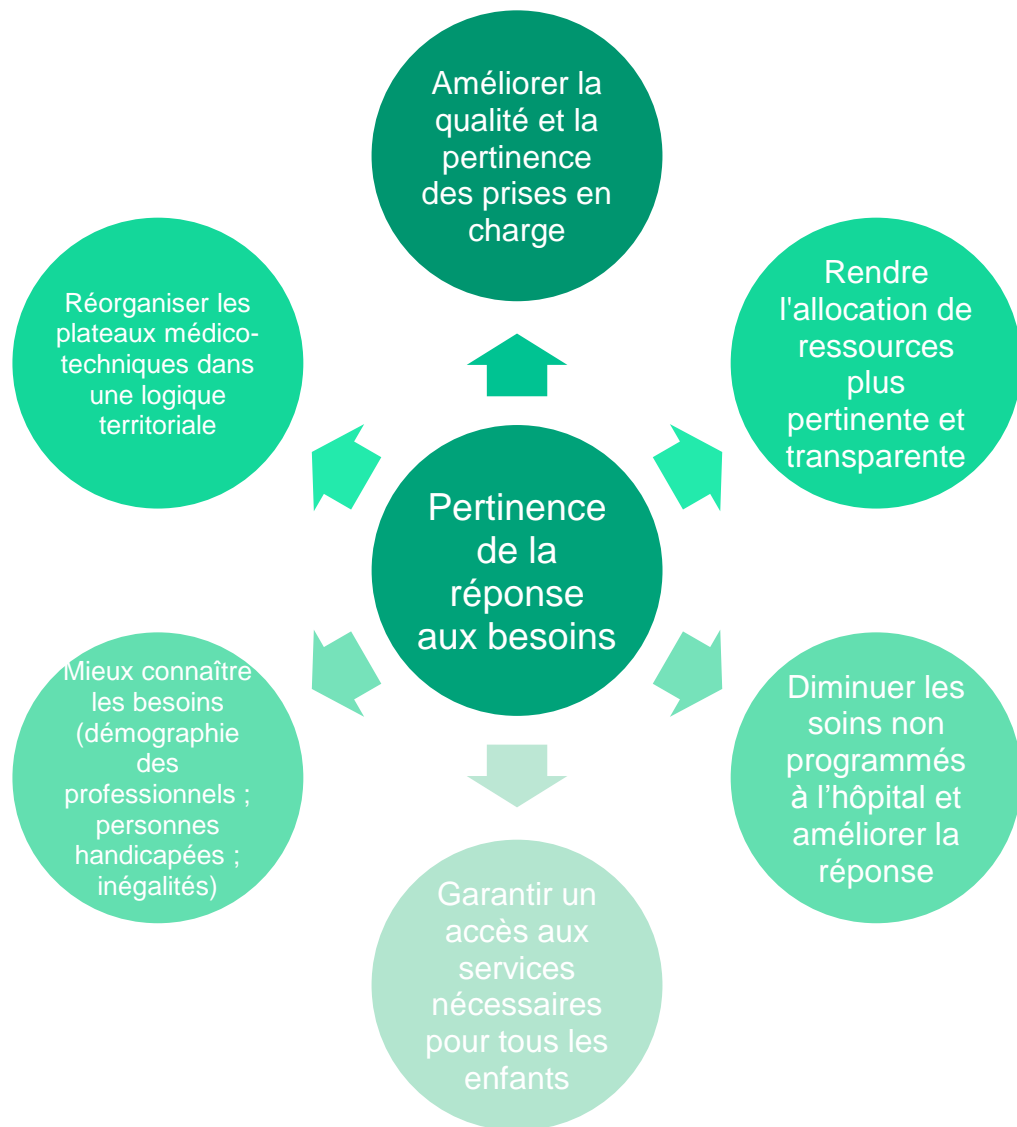 Améliorer la
qualité et la
pertinence
des prises en
charge
Rendre
l'allocation de
ressources
plus
pertinente et
transparente
Réorganiser les
plateaux médico-
techniques dans
une logique
territoriale
Pertinence
de la
réponse
aux besoins
Mieux connaître
les besoins
(démographie
des
professionnels ;
personnes
handicapées ;
inégalités)
Diminuer les
soins non
programmés
à l’hôpital et
améliorer la
réponse
Garantir un
accès aux
services
nécessaires
pour tous les
enfants